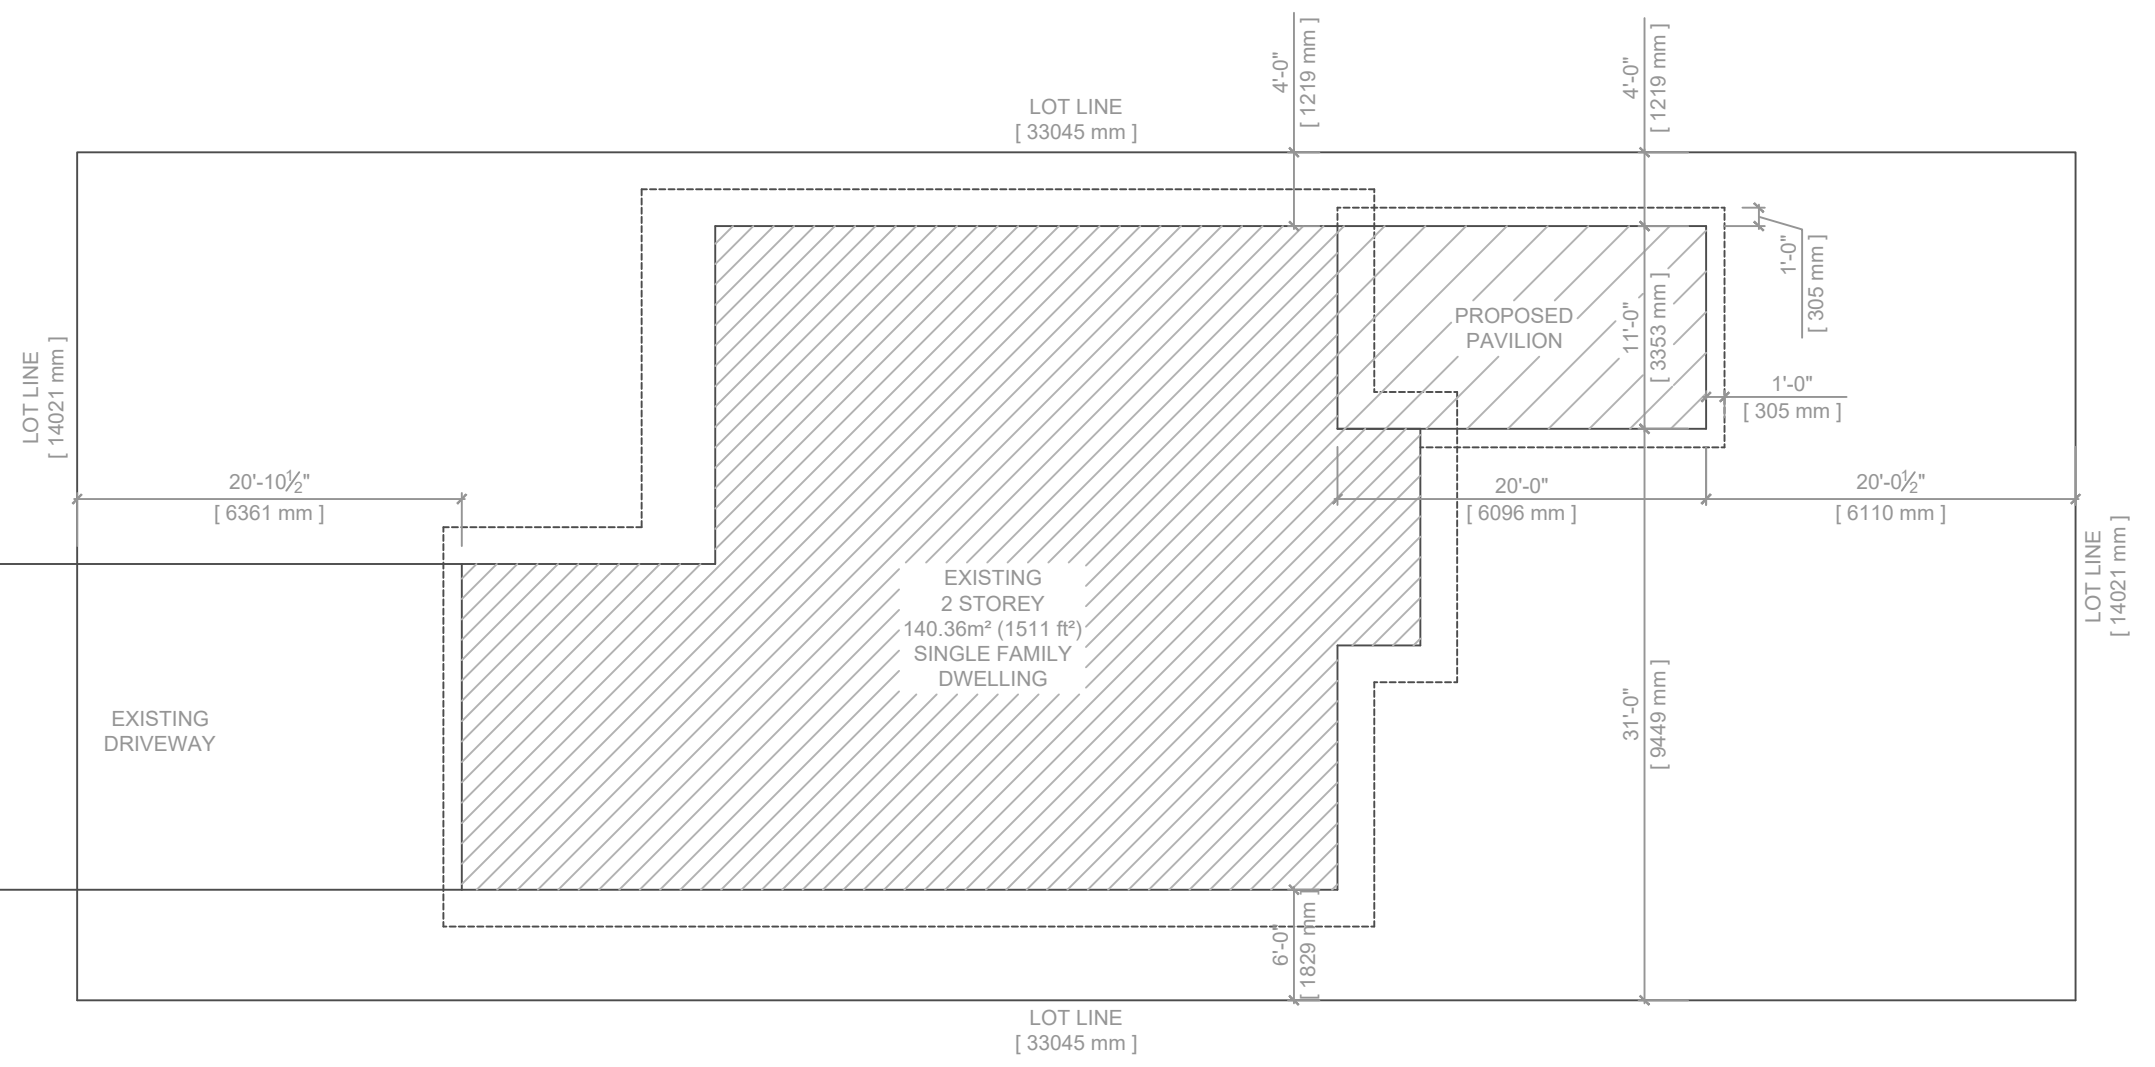 4'-0"
[ 1219 mm ]
4'-0"
[ 1219 mm ]
LOT LINE
[ 33045 mm ]
1'-0"
[ 305 mm ]
PROPOSED
PAVILION
11'-0"
[ 3353 mm ]
1'-0"
[ 305 mm ]
LOT LINE
[ 14021 mm ]
20'-10½"
[ 6361 mm ]
20'-0"
[ 6096 mm ]
20'-0½"
[ 6110 mm ]
LOT LINE
[ 14021 mm ]
EXISTING
2 STOREY
140.36m² (1511 ft²)
SINGLE FAMILY
DWELLING
31'-0"
[ 9449 mm ]
EXISTING
DRIVEWAY
6'-0"
[ 1829 mm ]
LOT LINE
[ 33045 mm ]